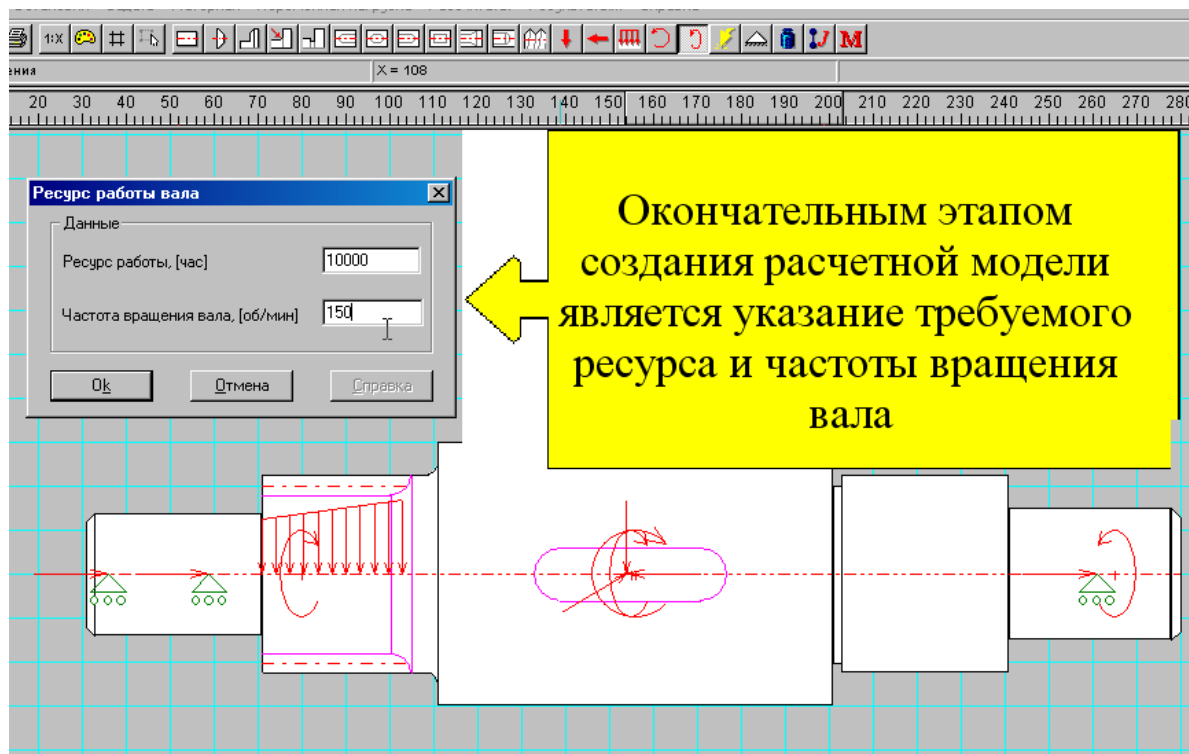 1:X
M
ения
X = 108
20 30 40 50 60 70 80 90 100 110 120 130 140 150 160 170 180 190 200 210 220 230 240 250 260 270 280
Ресурс работы вала
Данные
Ресурс работы, [час]
10000
Частота вращения вала, [об/мин]
150
Ok
Отмена
Справка
Окончательным этапом
создания расчетной модели
является указание требуемого
ресурса и частоты вращения
вала